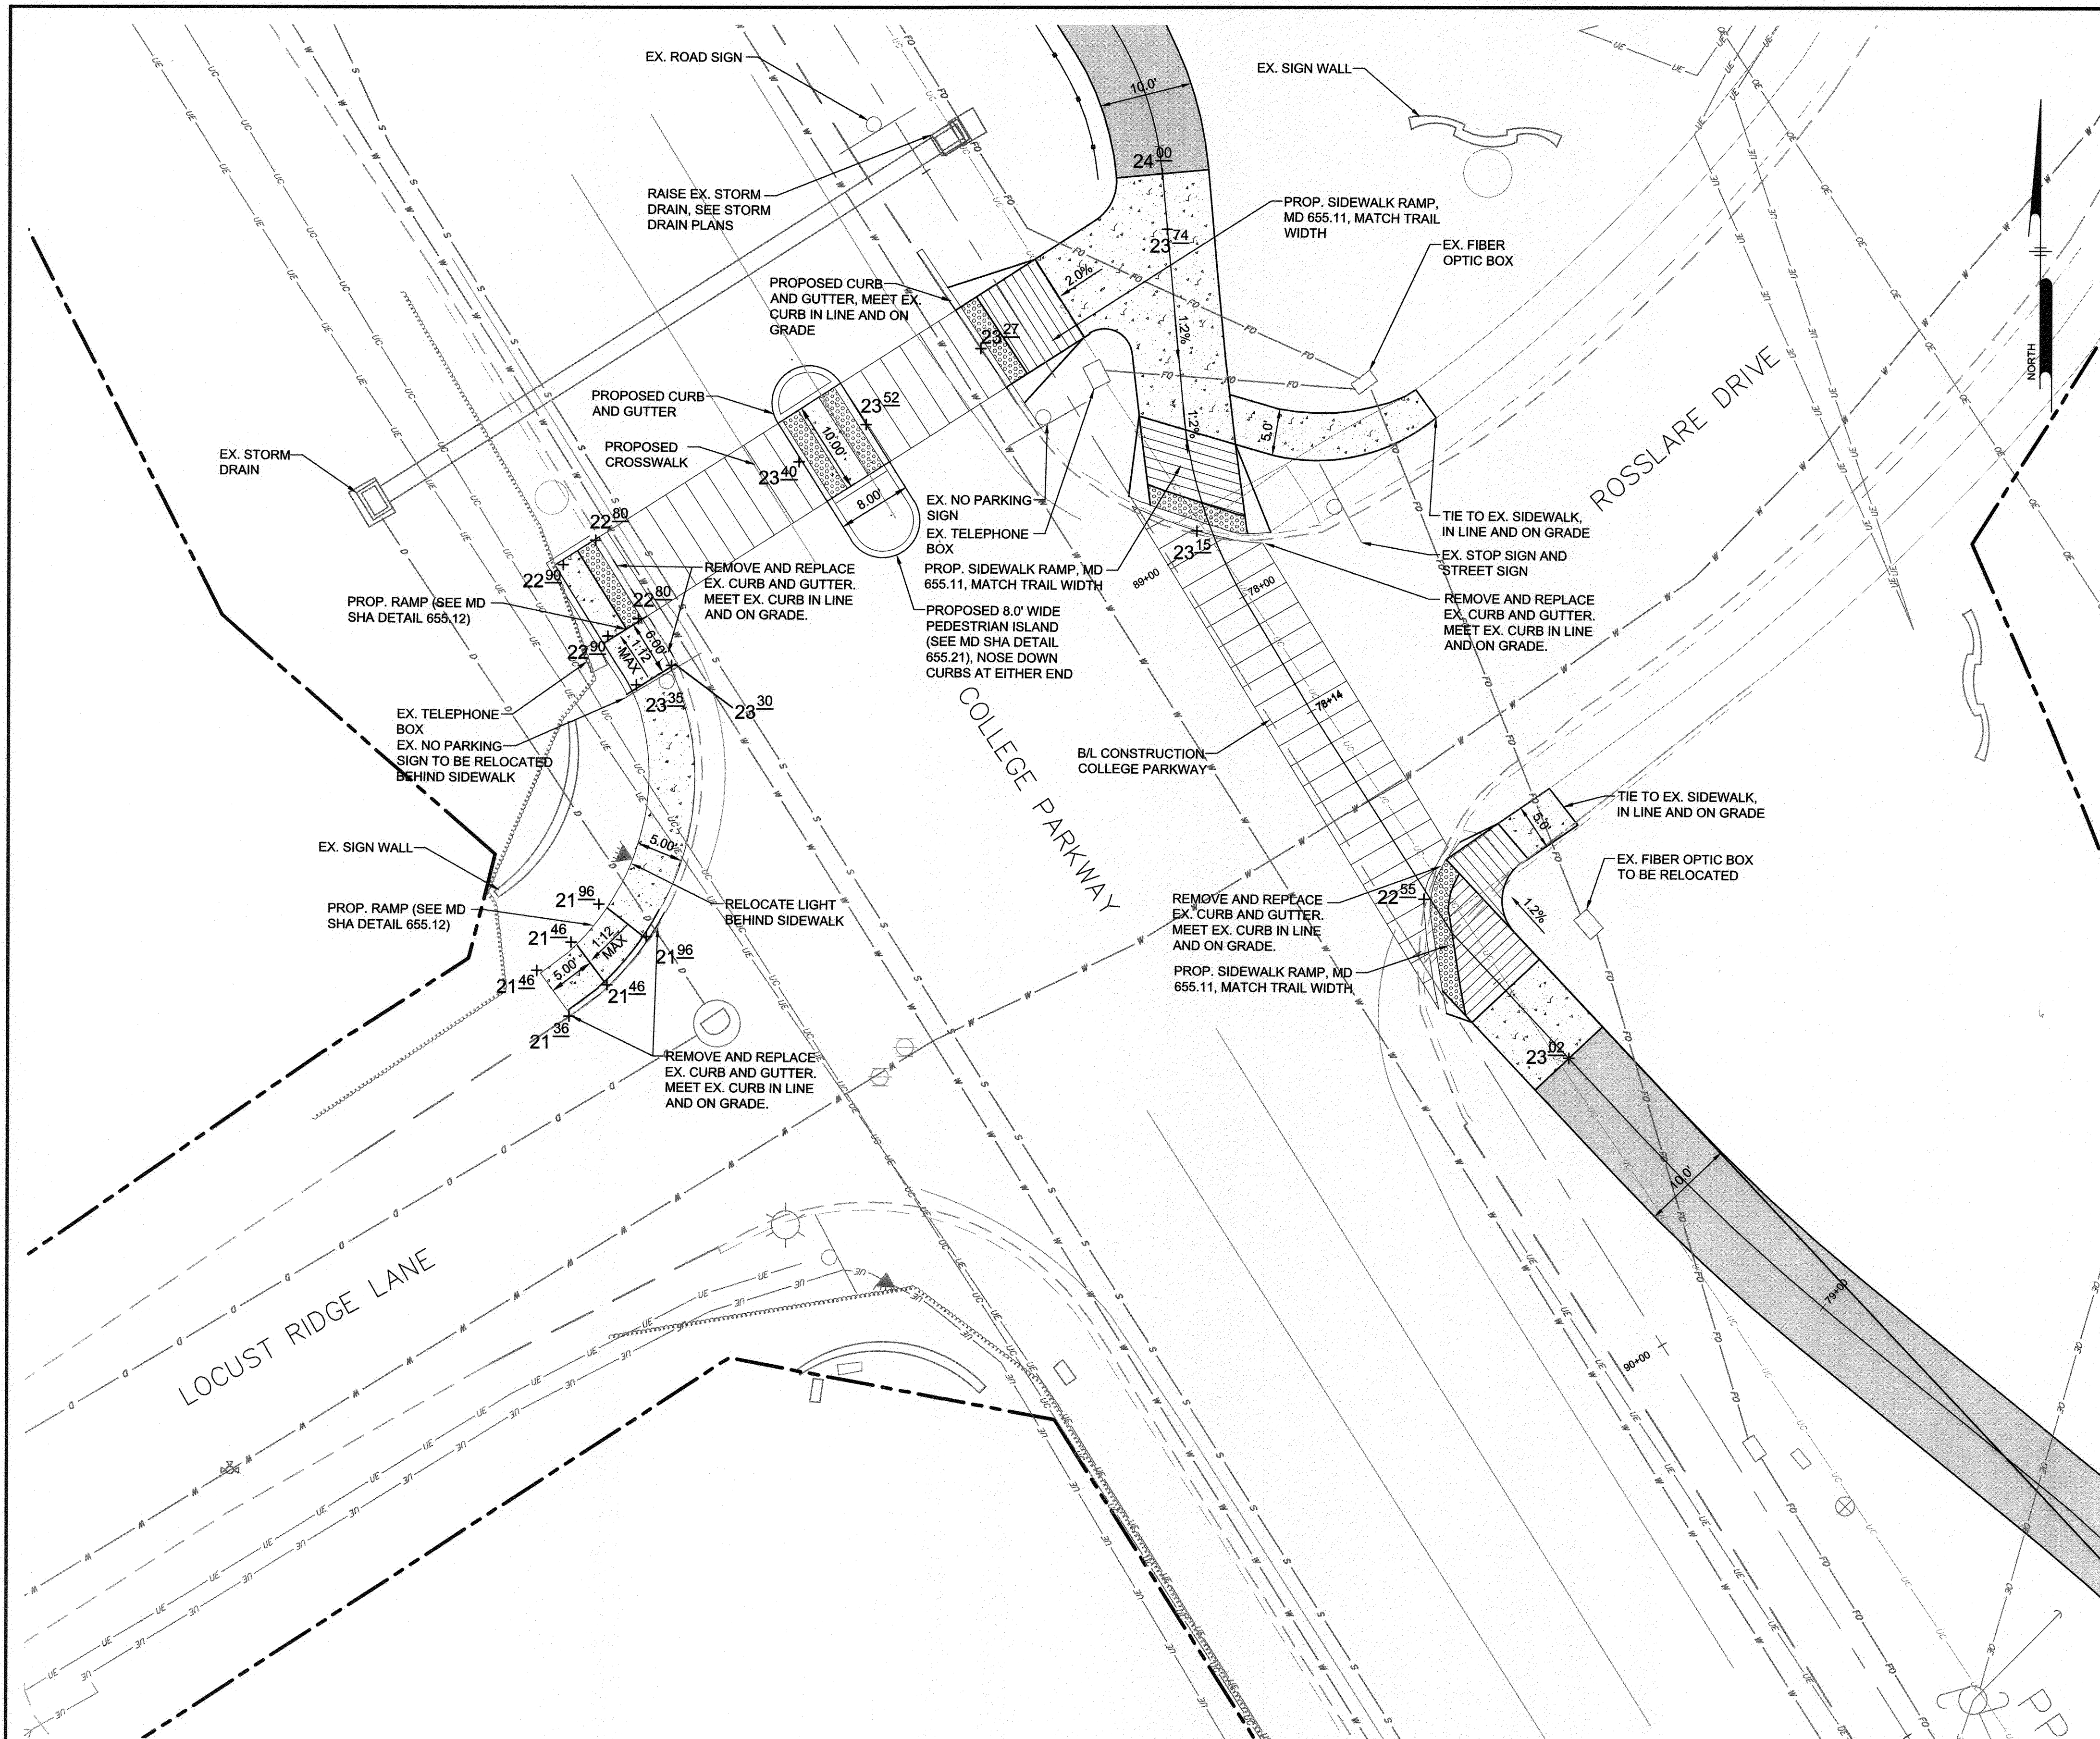 EX. ROAD SIGN
EX. SIGN WALL
10.0'
24 00
RAISE EX. STORM
DRAIN, SEE STORM
DRAIN PLANS
PROP. SIDEWALK RAMP,
MD 655.11, MATCH TRAIL
WIDTH
23 74
EX. FIBER
OPTIC BOX
2.0%
PROPOSED CURB
AND GUTTER, MEET EX.
CURB IN LINE AND ON
GRADE
23 27
1.2%
NORTH
ROSSLARE DRIVE
PROPOSED CURB
AND GUTTER
23 52
PROPOSED
CROSSWALK
10.00'
23 40
8.00'
1.2%
5.0'
EX. STORM
DRAIN
EX. NO PARKING
SIGN
EX. TELEPHONE
BOX
PROP. SIDEWALK RAMP, MD
655.11, MATCH TRAIL WIDTH
TIE TO EX. SIDEWALK,
IN LINE AND ON GRADE
EX. STOP SIGN AND
STREET SIGN
22 80
22 90
23 15
89+00
78+00
REMOVE AND REPLACE
EX. CURB AND GUTTER.
MEET EX. CURB IN LINE
AND ON GRADE.
22 80
PROP. RAMP (SEE MD
SHA DETAIL 655.12)
PROPOSED 8.0' WIDE
PEDESTRIAN ISLAND
(SEE MD SHA DETAIL
655.21), NOSE DOWN
CURBS AT EITHER END
REMOVE AND REPLACE
EX. CURB AND GUTTER.
MEET EX. CURB IN LINE
AND ON GRADE.
6.00'
1:12
MAX
22 90
23 35
23 30
78+14
COLLEGE PARKWAY
EX. TELEPHONE
BOX
EX. NO PARKING
SIGN TO BE RELOCATED
BEHIND SIDEWALK
B/L CONSTRUCTION
COLLEGE PARKWAY
TIE TO EX. SIDEWALK,
IN LINE AND ON GRADE
5.0'
EX. SIGN WALL
5.00'
EX. FIBER OPTIC BOX
TO BE RELOCATED
21 96
RELOCATE LIGHT
BEHIND SIDEWALK
PROP. RAMP (SEE MD
SHA DETAIL 655.12)
22 55
REMOVE AND REPLACE
EX. CURB AND GUTTER.
MEET EX. CURB IN LINE
AND ON GRADE.
1.2%
21 46
1:12
MAX
21 96
5.00'
21 46
21 46
PROP. SIDEWALK RAMP, MD
655.11, MATCH TRAIL WIDTH
21 36
23 02
REMOVE AND REPLACE
EX. CURB AND GUTTER.
MEET EX. CURB IN LINE
AND ON GRADE.
10.0'
LOCUST RIDGE LANE
79+00
90+00
PP